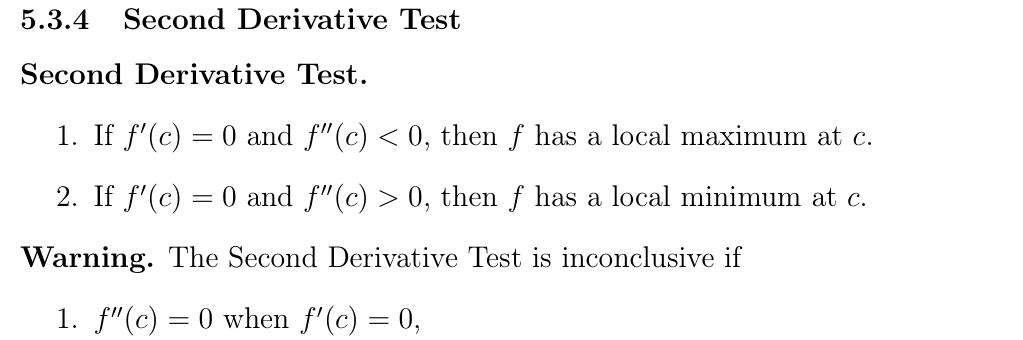 5.3.4 Second Derivative Test
Second Derivative Test.
1. If f′(c) = 0 and f″(c) < 0, then f has a local maximum at c.
2. If f′(c) = 0 and f″(c) > 0, then f has a local minimum at c.
Warning. The Second Derivative Test is inconclusive if
1. f″(c) = 0 when f′(c) = 0,